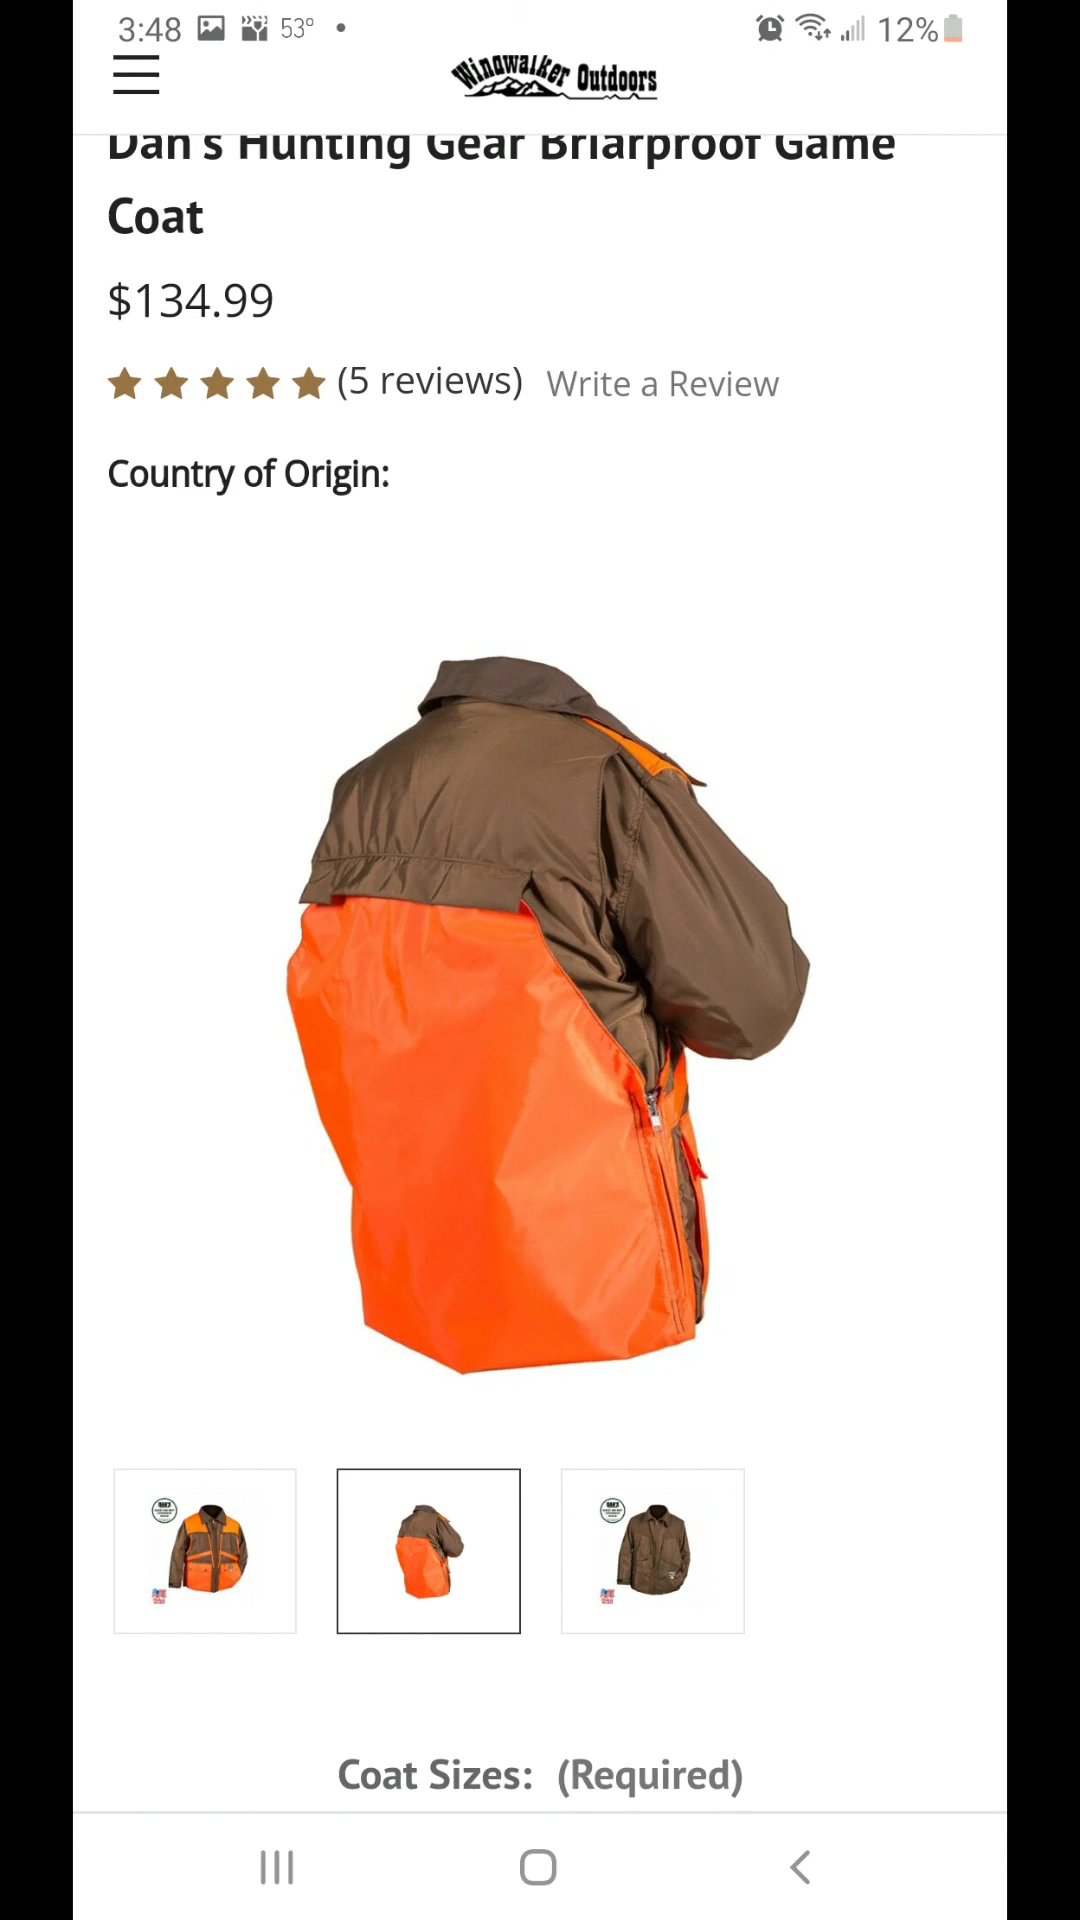 3:48 53° 12%
Windwalker Outdoors
Dan's Hunting Gear Briarproof Game
Coat
$134.99
(5 reviews) Write a Review
Country of Origin:
Coat Sizes: (Required)